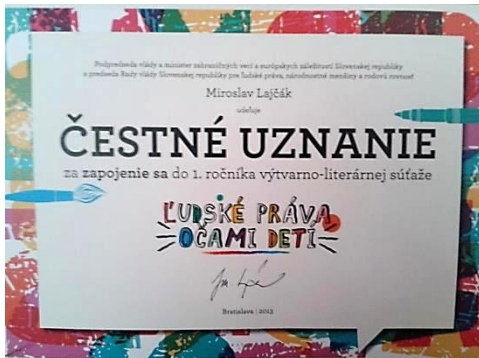 Podpredseda vlády a minister zahraničných vecí a európskych záležitostí Slovenskej republiky
a predseda Rady vlády Slovenskej republiky pre ľudské práva, národnostné menšiny a rodovú rovnosť
Miroslav Lajčák
udeľuje
ČESTNÉ UZNANIE
za zapojenie sa do 1. ročníka výtvarno-literárnej súťaže
ĽUDSKÉ PRÁVA
OČAMI DETÍ
Bratislava | 2013